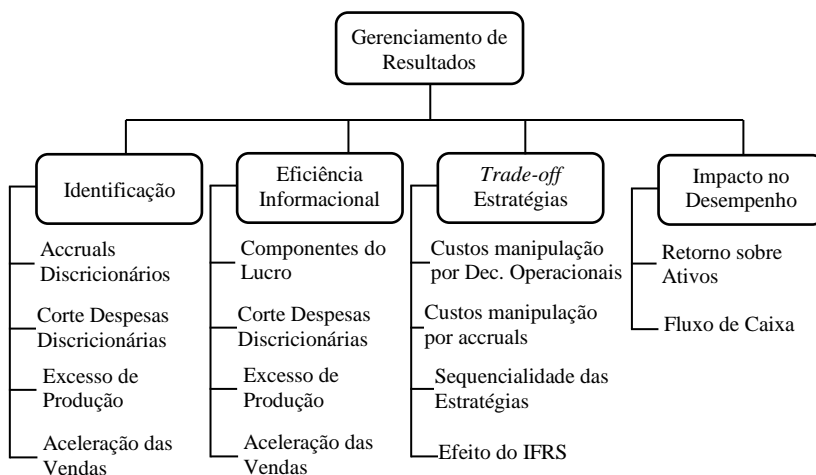 Gerenciamento de
Resultados
Identificação
Accruals
Discricionários
Corte Despesas
Discricionárias
Excesso de
Produção
Aceleração das
Vendas
Eficiência
Informacional
Componentes do
Lucro
Corte Despesas
Discricionárias
Excesso de
Produção
Aceleração das
Vendas
Trade-off
Estratégias
Custos manipulação
por Dec. Operacionais
Custos manipulação
por accruals
Sequencialidade das
Estratégias
Efeito do IFRS
Impacto no
Desempenho
Retorno sobre
Ativos
Fluxo de Caixa